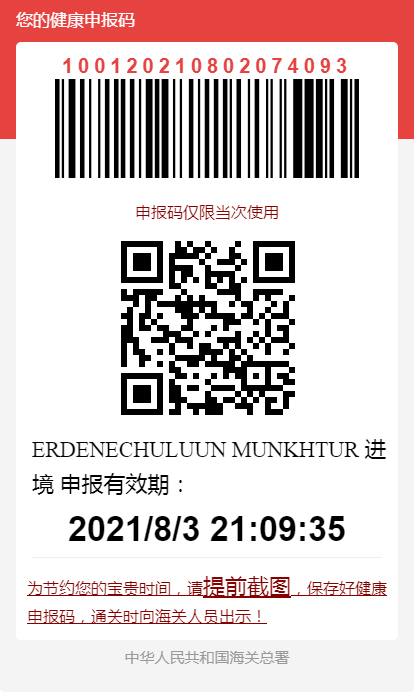 您的健康申报码
100120210802074093
申报码仅限当次使用
ERDENECHULUUN MUNKHTUR 进
境 申报有效期：
2021/8/3 21:09:35
为节约您的宝贵时间，请提前截图，保存好健康
申报码，通关时向海关人员出示！
中华人民共和国海关总署